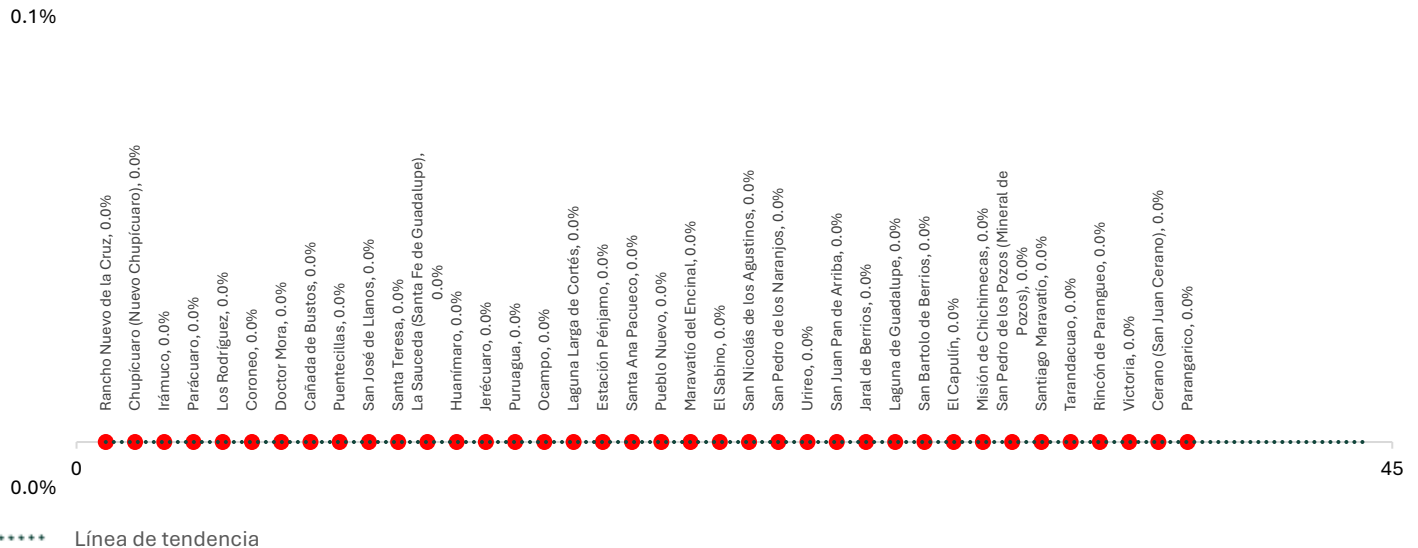 0.1%
Rancho Nuevo de la Cruz, 0.0%
Chupícuaro (Nuevo Chupícuaro), 0.0%
Irámuco, 0.0%
Parácuaro, 0.0%
Los Rodríguez, 0.0%
Coroneo, 0.0%
Doctor Mora, 0.0%
Cañada de Bustos, 0.0%
Puentecillas, 0.0%
San José de Llanos, 0.0%
Santa Teresa, 0.0%
La Sauceda (Santa Fe de Guadalupe),
0.0%
Huanímaro, 0.0%
Jerécuaro, 0.0%
Puruagua, 0.0%
Ocampo, 0.0%
Laguna Larga de Cortés, 0.0%
Estación Pénjamo, 0.0%
Santa Ana Pacueco, 0.0%
Pueblo Nuevo, 0.0%
Maravatío del Encinal, 0.0%
El Sabino, 0.0%
San Nicolás de los Agustinos, 0.0%
San Pedro de los Naranjos, 0.0%
Urireo, 0.0%
San Juan Pan de Arriba, 0.0%
Jaral de Berrios, 0.0%
Laguna de Guadalupe, 0.0%
San Bartolo de Berrios, 0.0%
El Capulín, 0.0%
Misión de Chichimecas, 0.0%
San Pedro de los Pozos (Mineral de
Pozos), 0.0%
Santiago Maravatío, 0.0%
Tarandacuao, 0.0%
Rincón de Parangueo, 0.0%
Victoria, 0.0%
Cerano (San Juan Cerano), 0.0%
Parangarico, 0.0%
0
45
0.0%
Línea de tendencia